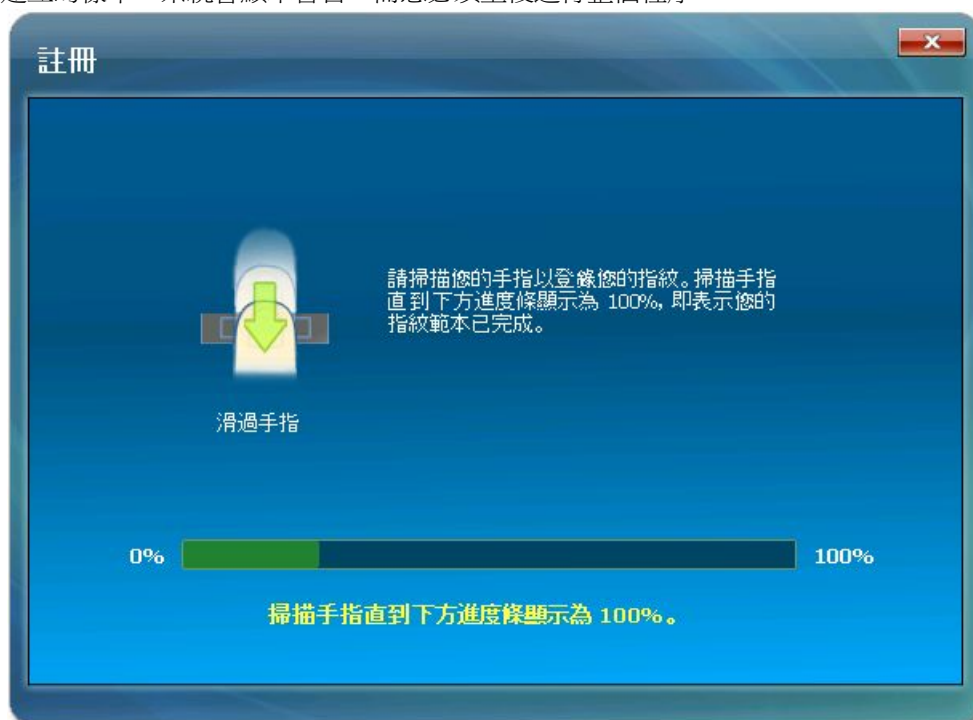 註冊
請掃描您的手指以登錄您的指紋。掃描手指
直到下方進度條顯示為 100%, 即表示您的
指紋範本已完成。
滑過手指
0%
100%
掃描手指直到下方進度條顯示為 100%。